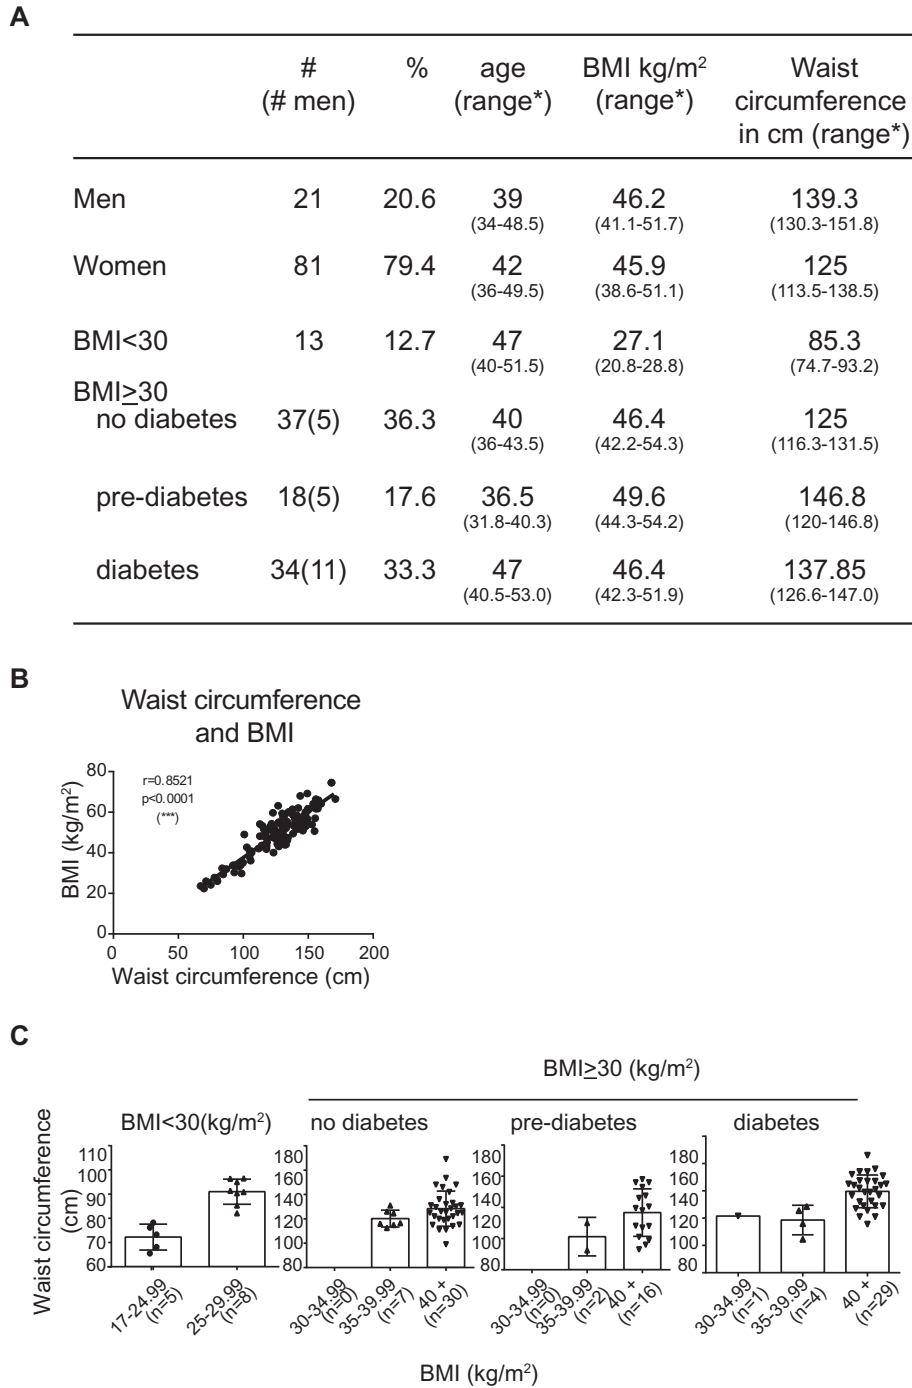 A
# % age BMI kg/m² Waist
(# men) (range*) (range*) circumference
in cm (range*)
Men 21 20.6 39 46.2 139.3
(34-48.5) (41.1-51.7) (130.3-151.8)
Women 81 79.4 42 45.9 125
(36-49.5) (38.6-51.1) (113.5-138.5)
BMI<30 13 12.7 47 27.1 85.3
(40-51.5) (20.8-28.8) (74.7-93.2)
BMI≥30
no diabetes 37(5) 36.3 40 46.4 125
(36-43.5) (42.2-54.3) (116.3-131.5)
pre-diabetes 18(5) 17.6 36.5 49.6 146.8
(31.8-40.3) (44.3-54.2) (120-146.8)
diabetes 34(11) 33.3 47 46.4 137.85
(40.5-53.0) (42.3-51.9) (126.6-147.0)
B
Waist circumference
and BMI
r=0.8521
p<0.0001
(***)
BMI (kg/m²)
80
60
40
20
0
0 50 100 150 200
Waist circumference (cm)
C
BMI≥30 (kg/m²)
BMI<30(kg/m²) no diabetes pre-diabetes diabetes
Waist circumference
(cm)
110
100
90
80
70
60
180
160
140
120
100
80
180
160
140
120
100
80
180
160
140
120
100
80
17-24.99
(n=5)
25-29.99
(n=8)
30-34.99
(n=0)
35-39.99
(n=7)
40 +
(n=30)
30-34.99
(n=0)
35-39.99
(n=2)
40 +
(n=16)
30-34.99
(n=1)
35-39.99
(n=4)
40 +
(n=29)
BMI (kg/m²)